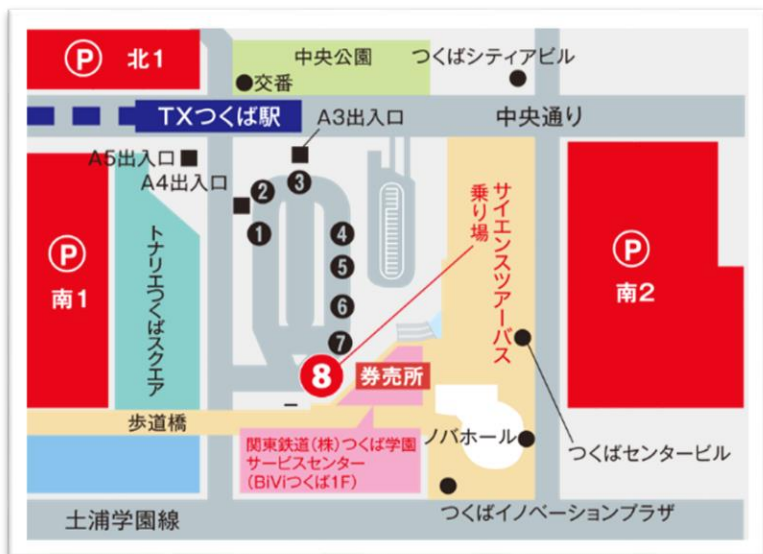 P 北1
中央公園
つくばシティアビル
交番
TXつくば駅
A3出入口
中央通り
A5出入口
A4出入口
2
3
1
4
5
6
7
8
サイエンスツアーバス
乗り場
P
南1
トナリエつくばスクエア
P
南2
券売所
歩道橋
関東鉄道(株)つくば学園
サービスセンター
(BiViつくば1F)
ノバホール
つくばセンタービル
土浦学園線
つくばイノベーションプラザ